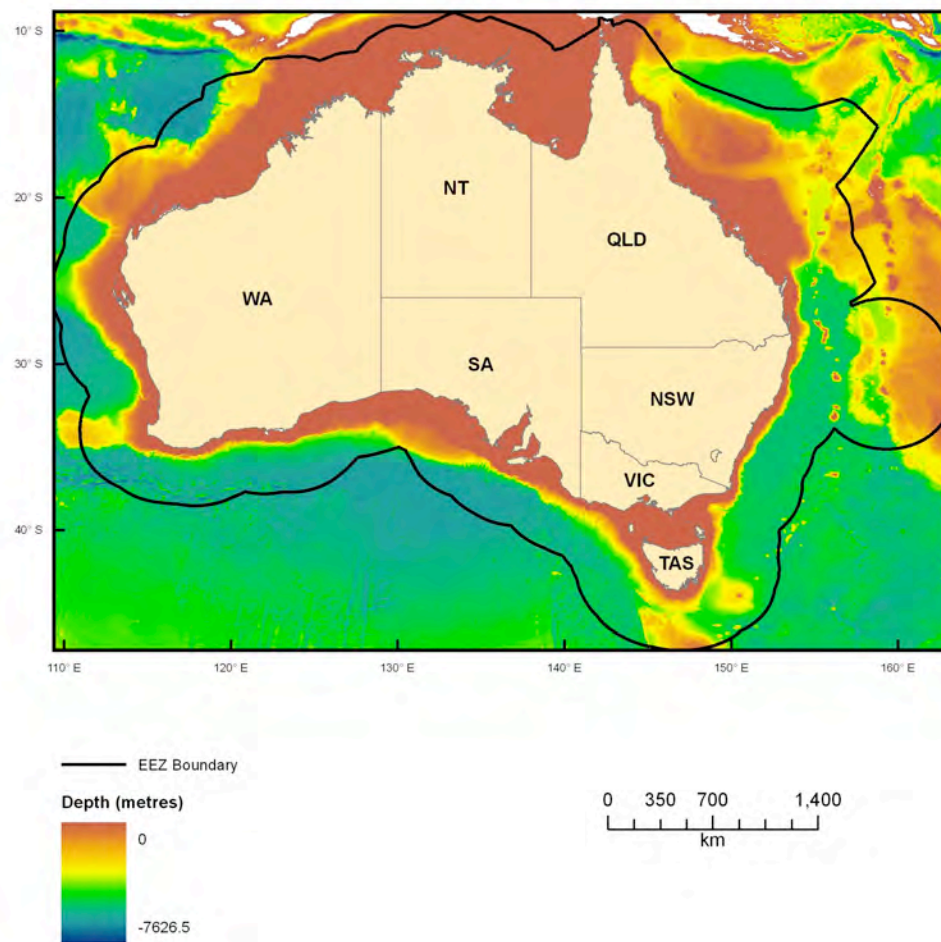 10° S
NT
20° S
QLD
WA
SA
30° S
NSW
VIC
40° S
TAS
110° E 120° E 130° E 140° E 150° E 160° E
EEZ Boundary
Depth (metres)
0
-7626.5
0 350 700 1,400
km